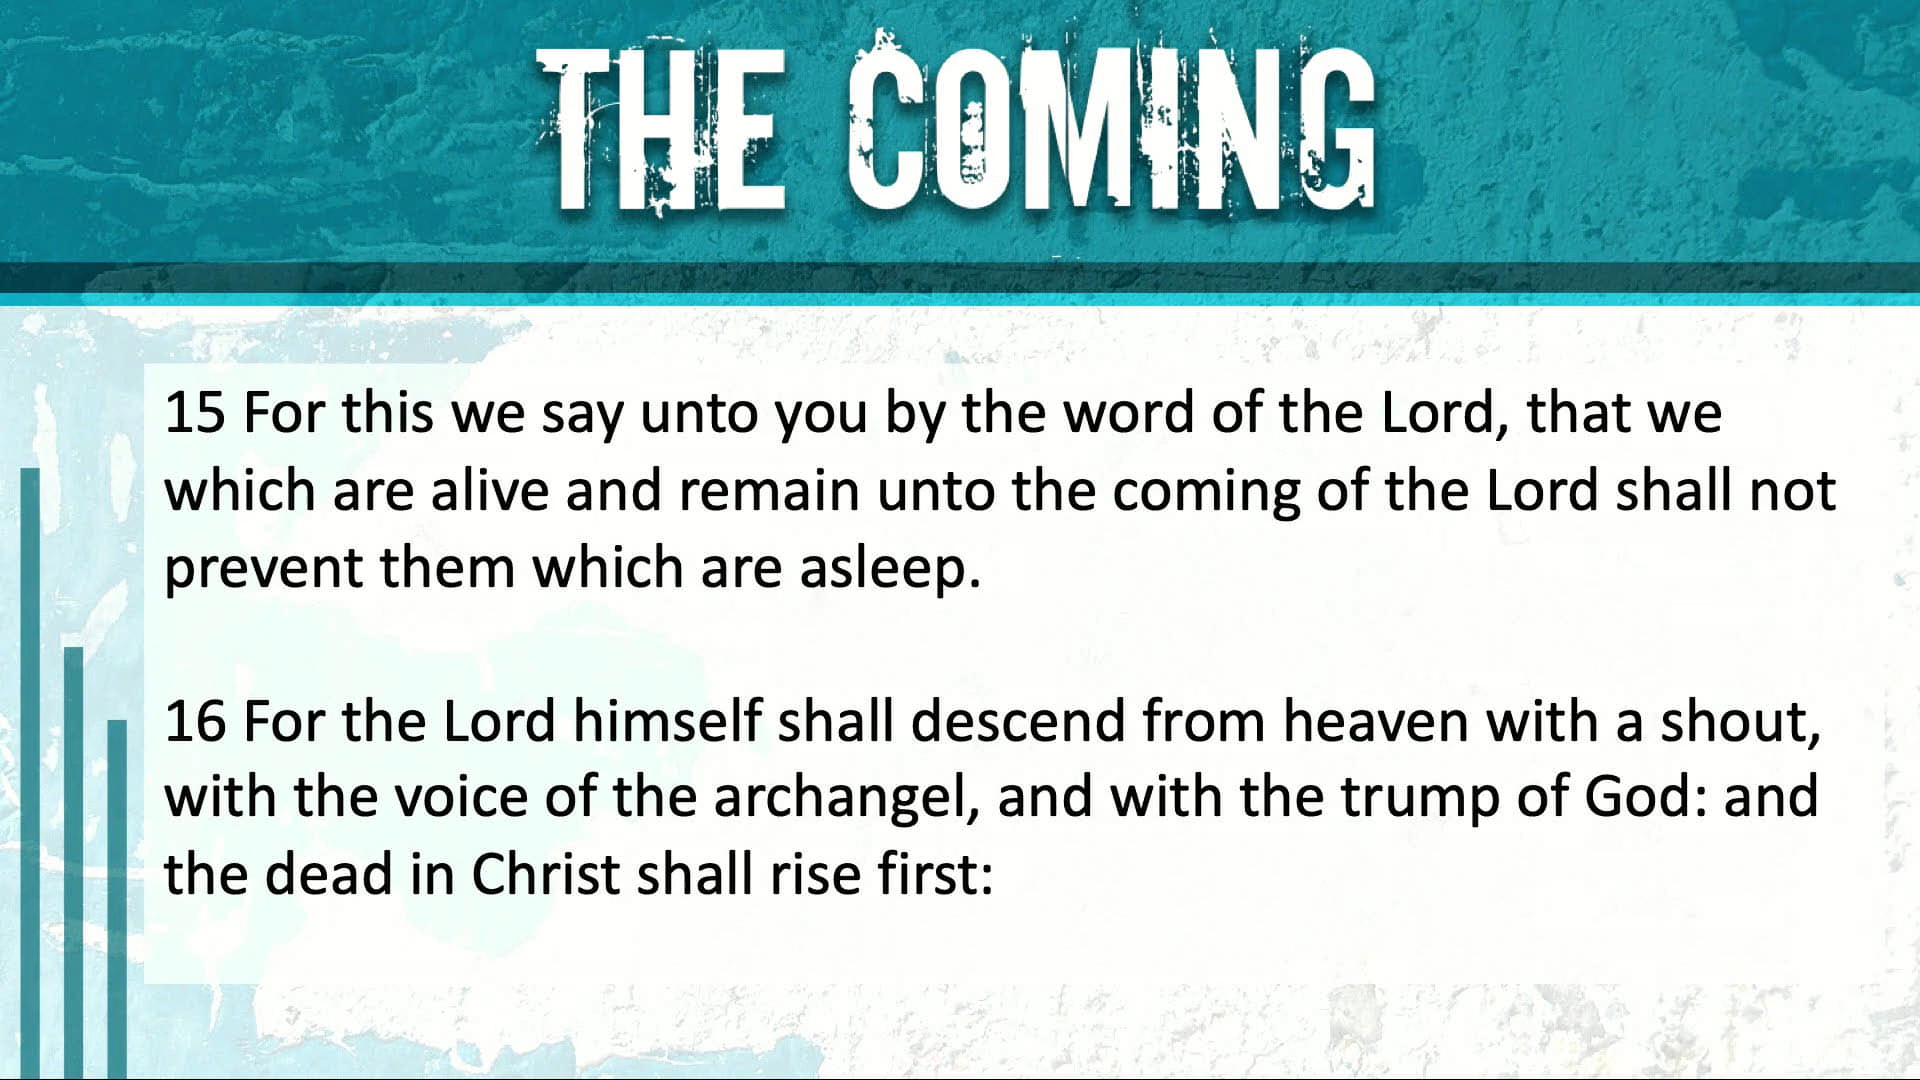 THE COMING
15 For this we say unto you by the word of the Lord, that we
which are alive and remain unto the coming of the Lord shall not
prevent them which are asleep.
16 For the Lord himself shall descend from heaven with a shout,
with the voice of the archangel, and with the trump of God: and
the dead in Christ shall rise first: